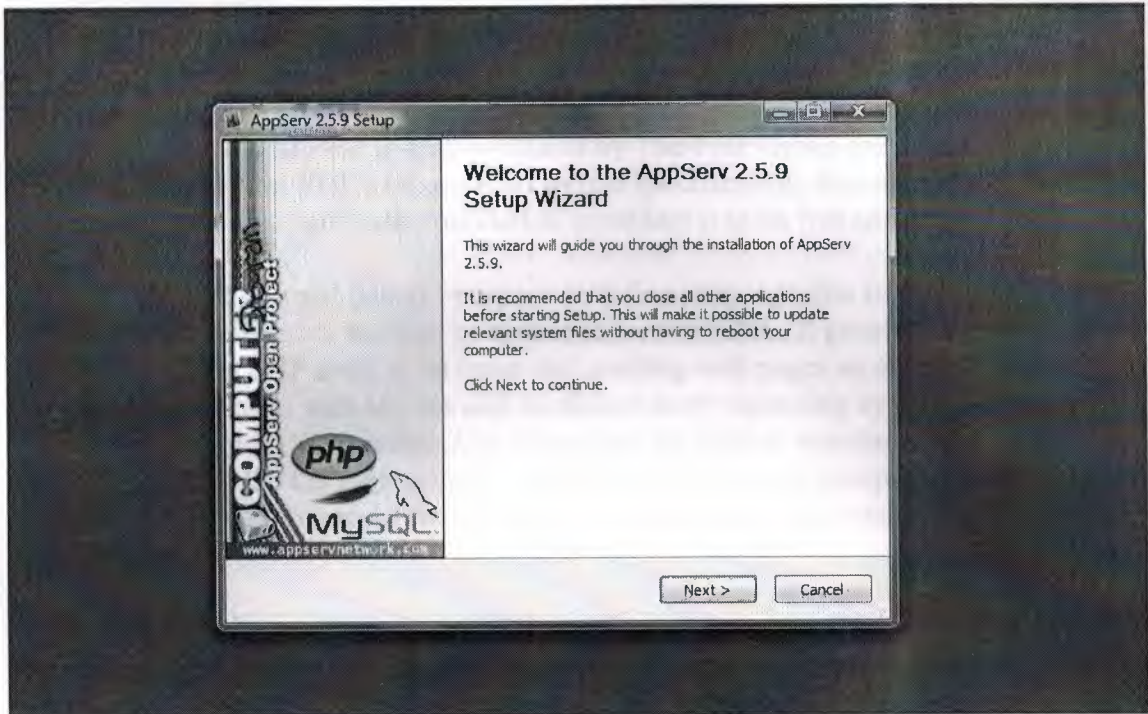 AppServ 2.5.9 Setup
Welcome to the AppServ 2.5.9
Setup Wizard
This wizard will guide you through the installation of AppServ
2.5.9.
It is recommended that you close all other applications
before starting Setup. This will make it possible to update
relevant system files without having to reboot your
computer.
Click Next to continue.
COMPUTER
AppServ Open Project
php
MySQL
www.appservnetwork.com
Next >
Cancel